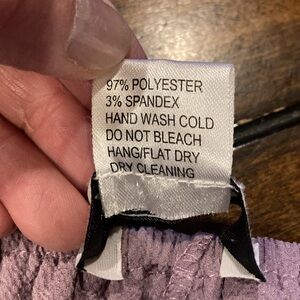 97% POLYESTER
3% SPANDEX
HAND WASH COLD
DO NOT BLEACH
HANG/FLAT DRY
DRY CLEANING